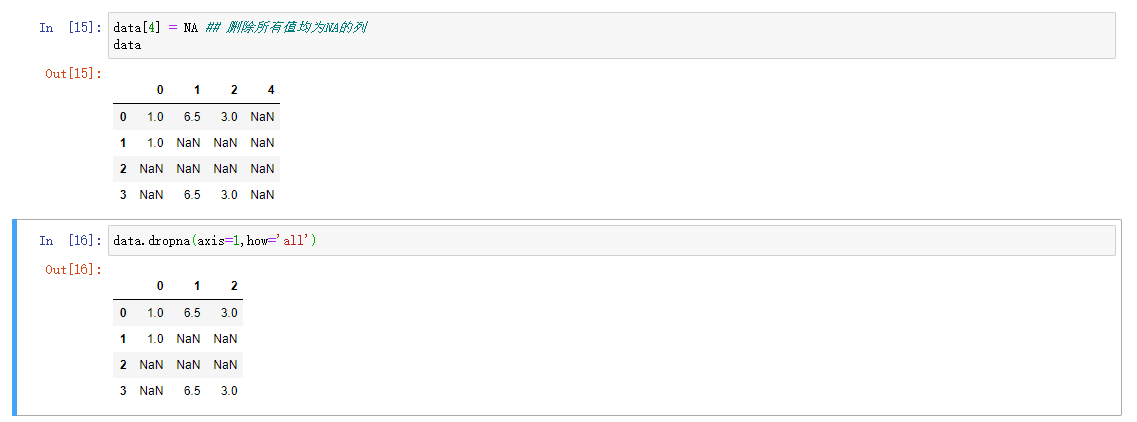 In [15]: data[4] = NA ## 删除所有值均为NA的列
data
Out[15]:
0 1 2 4
0 1.0 6.5 3.0 NaN
1 1.0 NaN NaN NaN
2 NaN NaN NaN NaN
3 NaN 6.5 3.0 NaN
In [16]: data.dropna(axis=1,how='all')
Out[16]:
0 1 2
0 1.0 6.5 3.0
1 1.0 NaN NaN
2 NaN NaN NaN
3 NaN 6.5 3.0